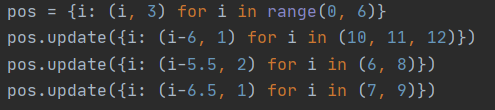 pos = {i: (i, 3) for i in range(0, 6)}
pos.update({i: (i-6, 1) for i in (10, 11, 12)})
pos.update({i: (i-5.5, 2) for i in (6, 8)})
pos.update({i: (i-6.5, 1) for i in (7, 9)})